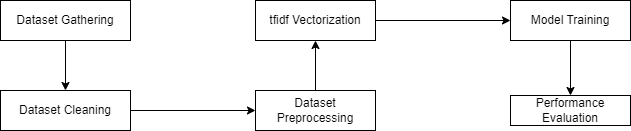 Dataset Gathering
tfidf Vectorization
Model Training
Dataset Cleaning
Dataset
Preprocessing
Performance
Evaluation